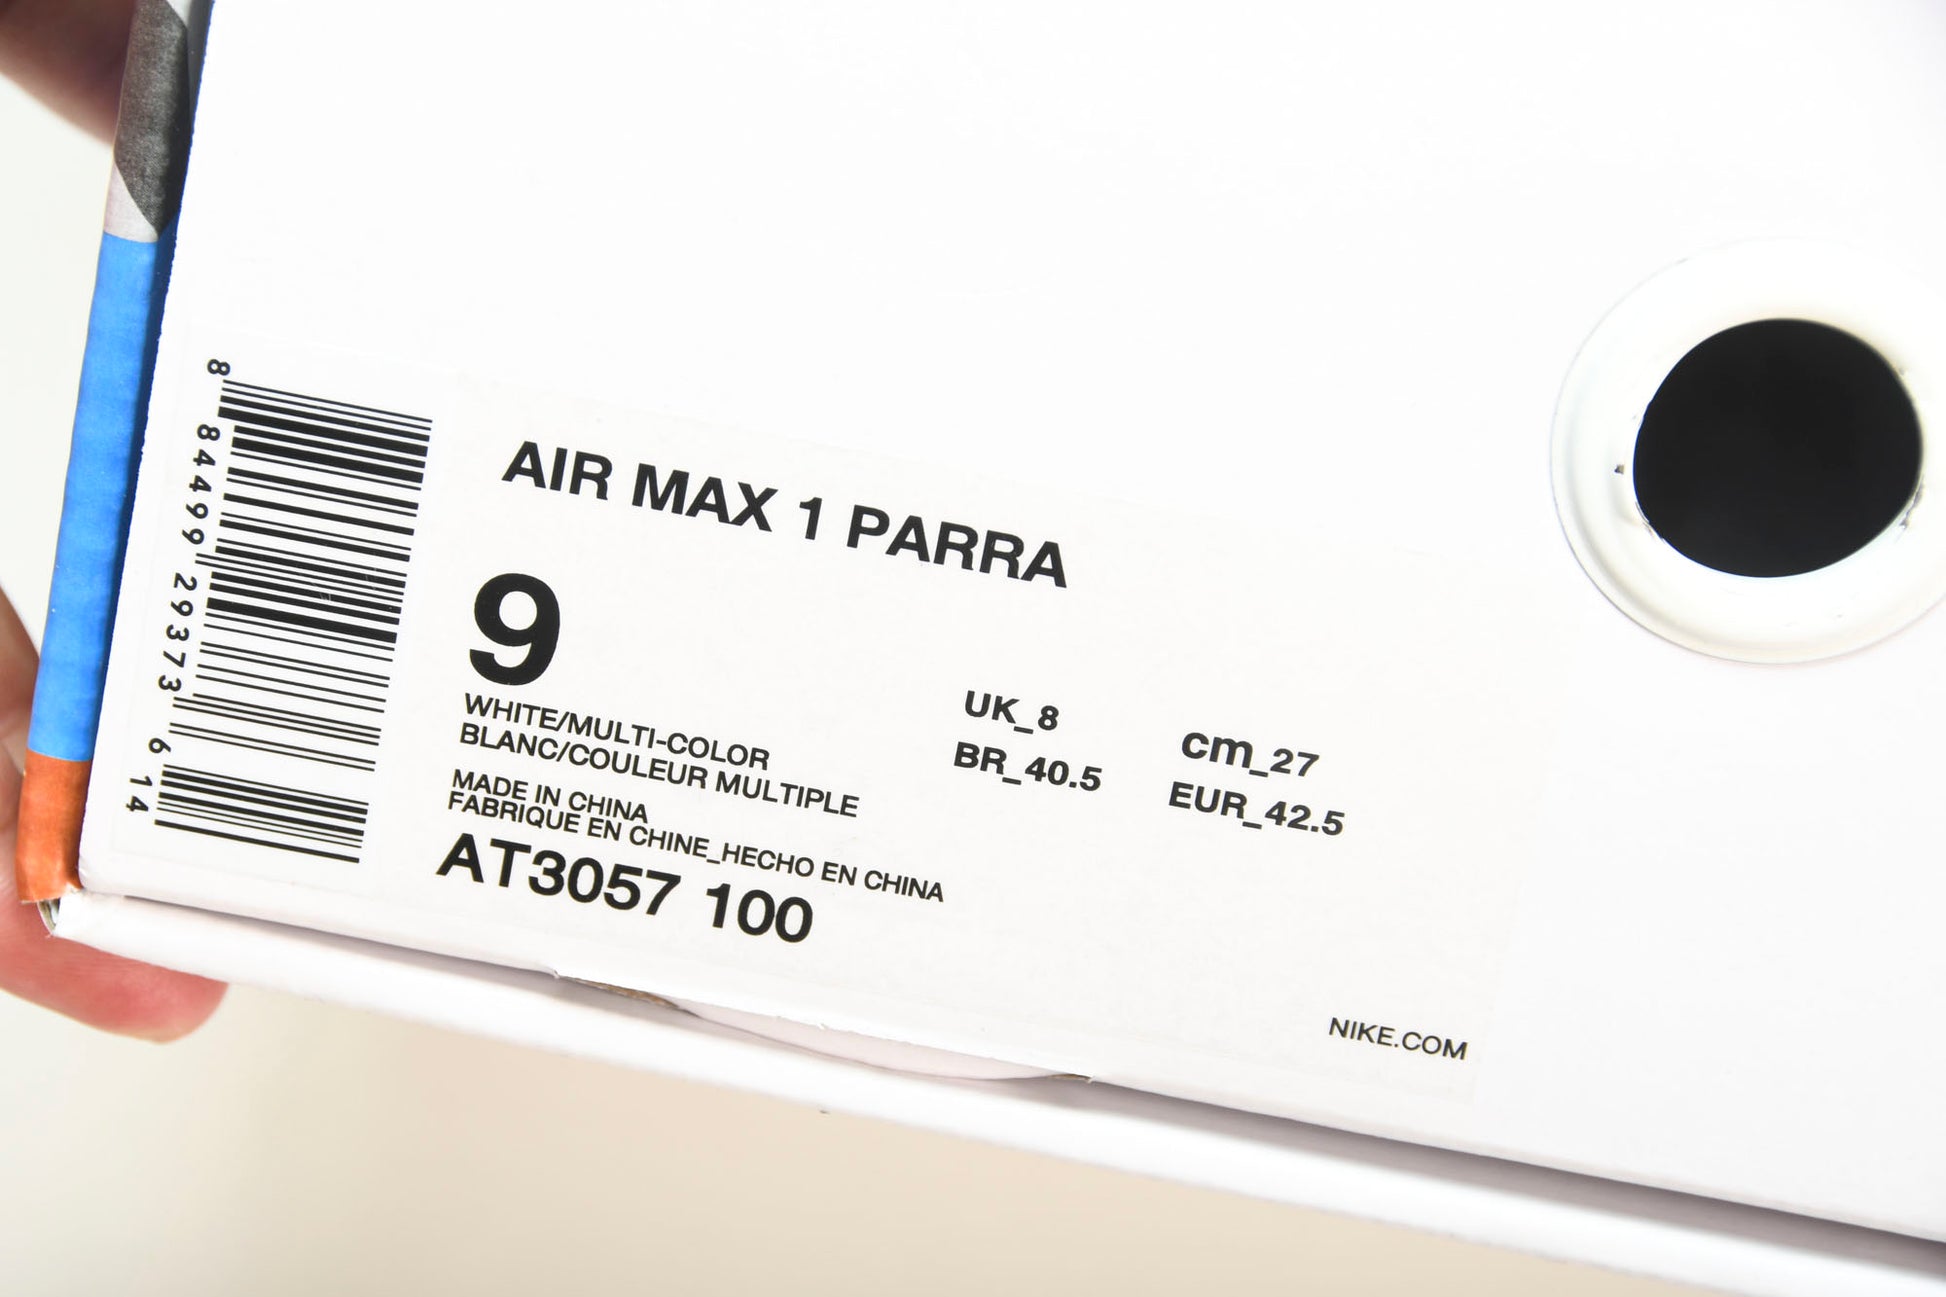 AIR MAX 1 PARRA
9
WHITE/MULTI-COLOR
BLANC/COULEUR MULTIPLE
UK_8
BR_40.5
cm_27
EUR_42.5
MADE IN CHINA
FABRIQUE EN CHINE_HECHO EN CHINA
AT3057 100
NIKE.COM
8 84499 29373 6 14